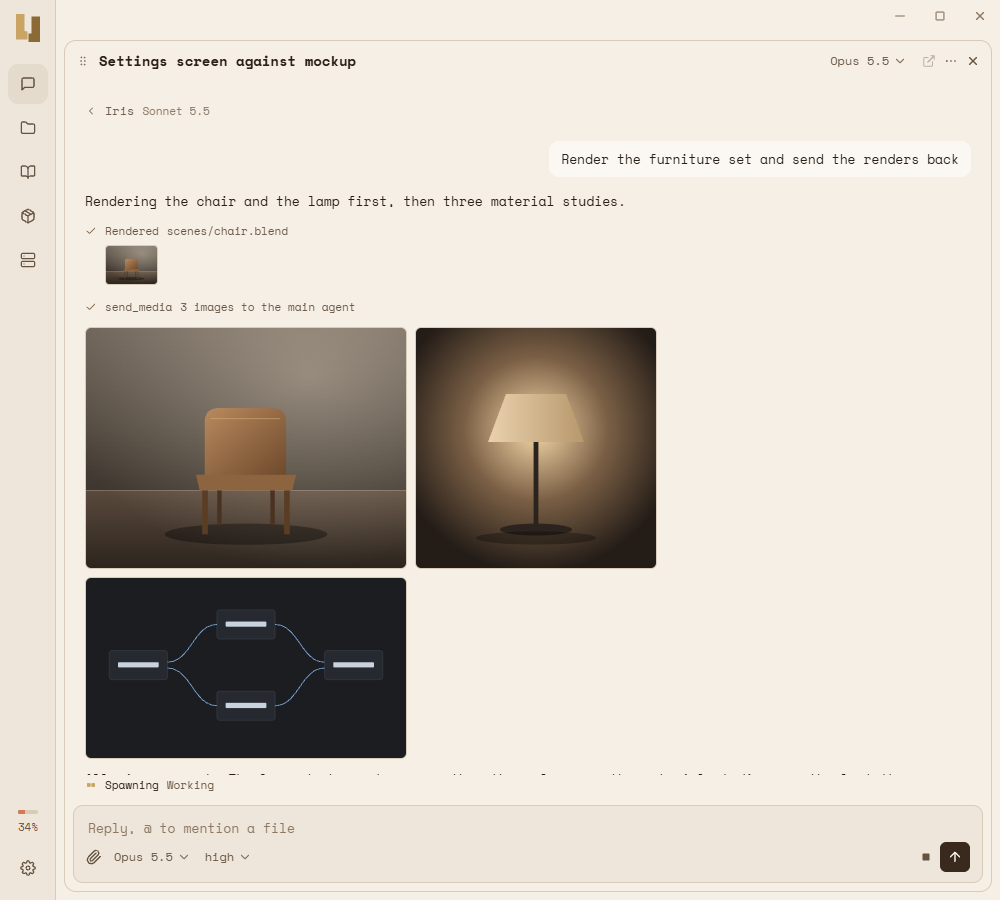 Settings screen against mockup
Opus 5.5
Iris Sonnet 5.5
Render the furniture set and send the renders back
Rendering the chair and the lamp first, then three material studies.
Rendered scenes/chair.blend
send_media 3 images to the main agent
Spawning Working
34%
Reply, @ to mention a file
Opus 5.5 high